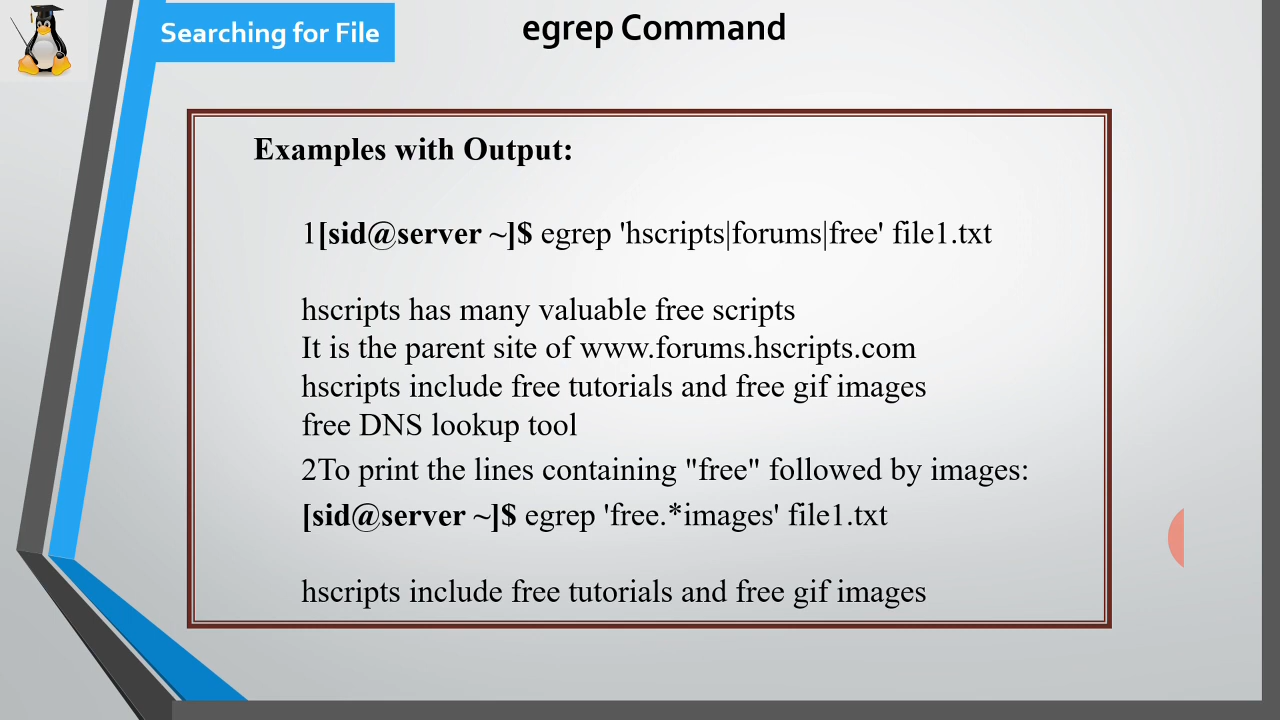 Searching for File
egrep Command
Examples with Output:
1[sid@server ~]$ egrep 'hscripts|forums|free' file1.txt
hscripts has many valuable free scripts
It is the parent site of www.forums.hscripts.com
hscripts include free tutorials and free gif images
free DNS lookup tool
2To print the lines containing "free" followed by images:
[sid@server ~]$ egrep 'free.*images' file1.txt
hscripts include free tutorials and free gif images